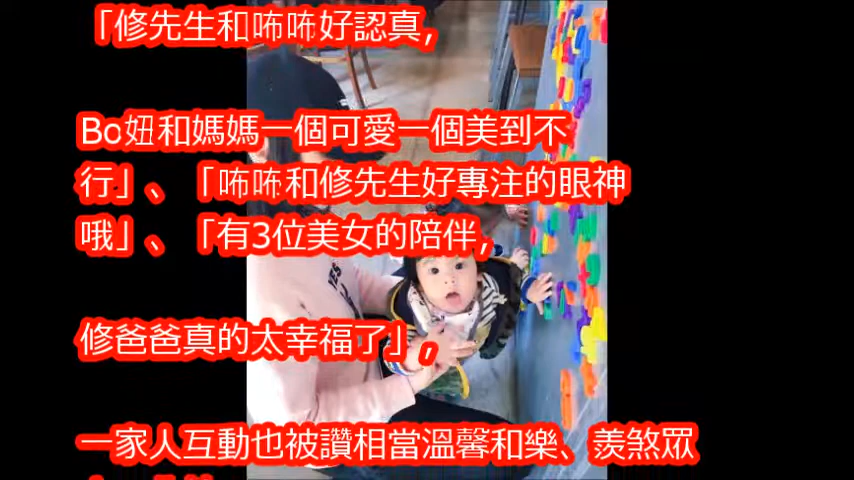 「修先生和咘咘好認真，
Bo妞和媽媽一個可愛一個美到不
行」、「咘咘和修先生好專注的眼神
哦」、「有3位美女的陪伴，
修爸爸真的太幸福了」，
一家人互動也被讚相當溫馨和樂、羨煞眾